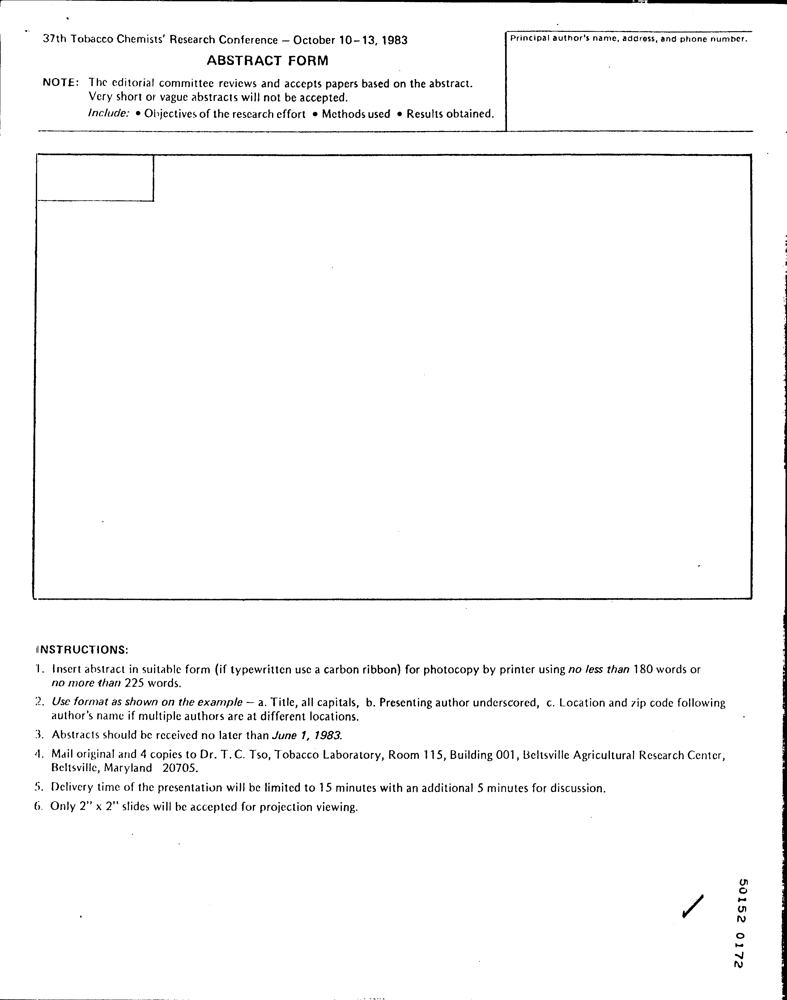 37th Tobacco Chemists' Research Conference – October 10–13, 1983
ABSTRACT FORM
NOTE: The editorial committee reviews and accepts papers based on the abstract.
Very short or vague abstracts will not be accepted.
Include: • Objectives of the research effort • Methods used • Results obtained.
Principal author's name, address, and phone number.
INSTRUCTIONS:
1. Insert abstract in suitable form (if typewritten use a carbon ribbon) for photocopy by printer using no less than 180 words or
no more than 225 words.
2. Use format as shown on the example – a. Title, all capitals, b. Presenting author underscored, c. Location and zip code following
author's name if multiple authors are at different locations.
3. Abstracts should be received no later than June 1, 1983.
4. Mail original and 4 copies to Dr. T.C. Tso, Tobacco Laboratory, Room 115, Building 001, Beltsville Agricultural Research Center,
Beltsville, Maryland 20705.
5. Delivery time of the presentation will be limited to 15 minutes with an additional 5 minutes for discussion.
6. Only 2" x 2" slides will be accepted for projection viewing.
50152 0172